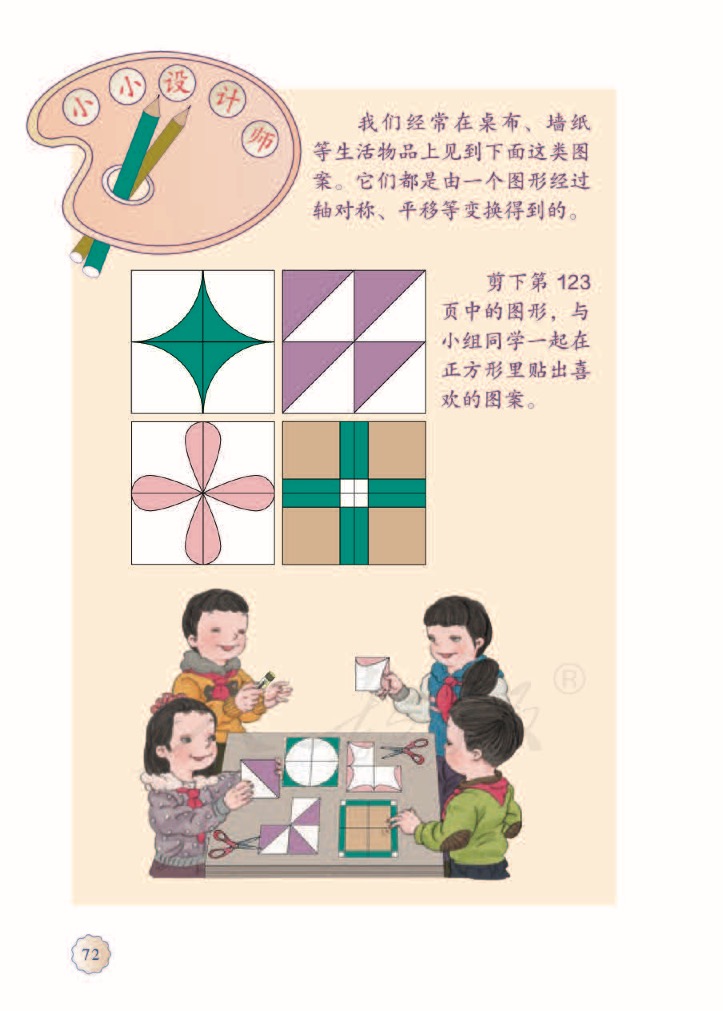 小小设计师
我们经常在桌布、墙纸
等生活物品上见到下面这类图
案。它们都是由一个图形经过
轴对称、平移等变换得到的。
剪下第 123
页中的图形，与
小组同学一起在
正方形里贴出喜
欢的图案。
®
72